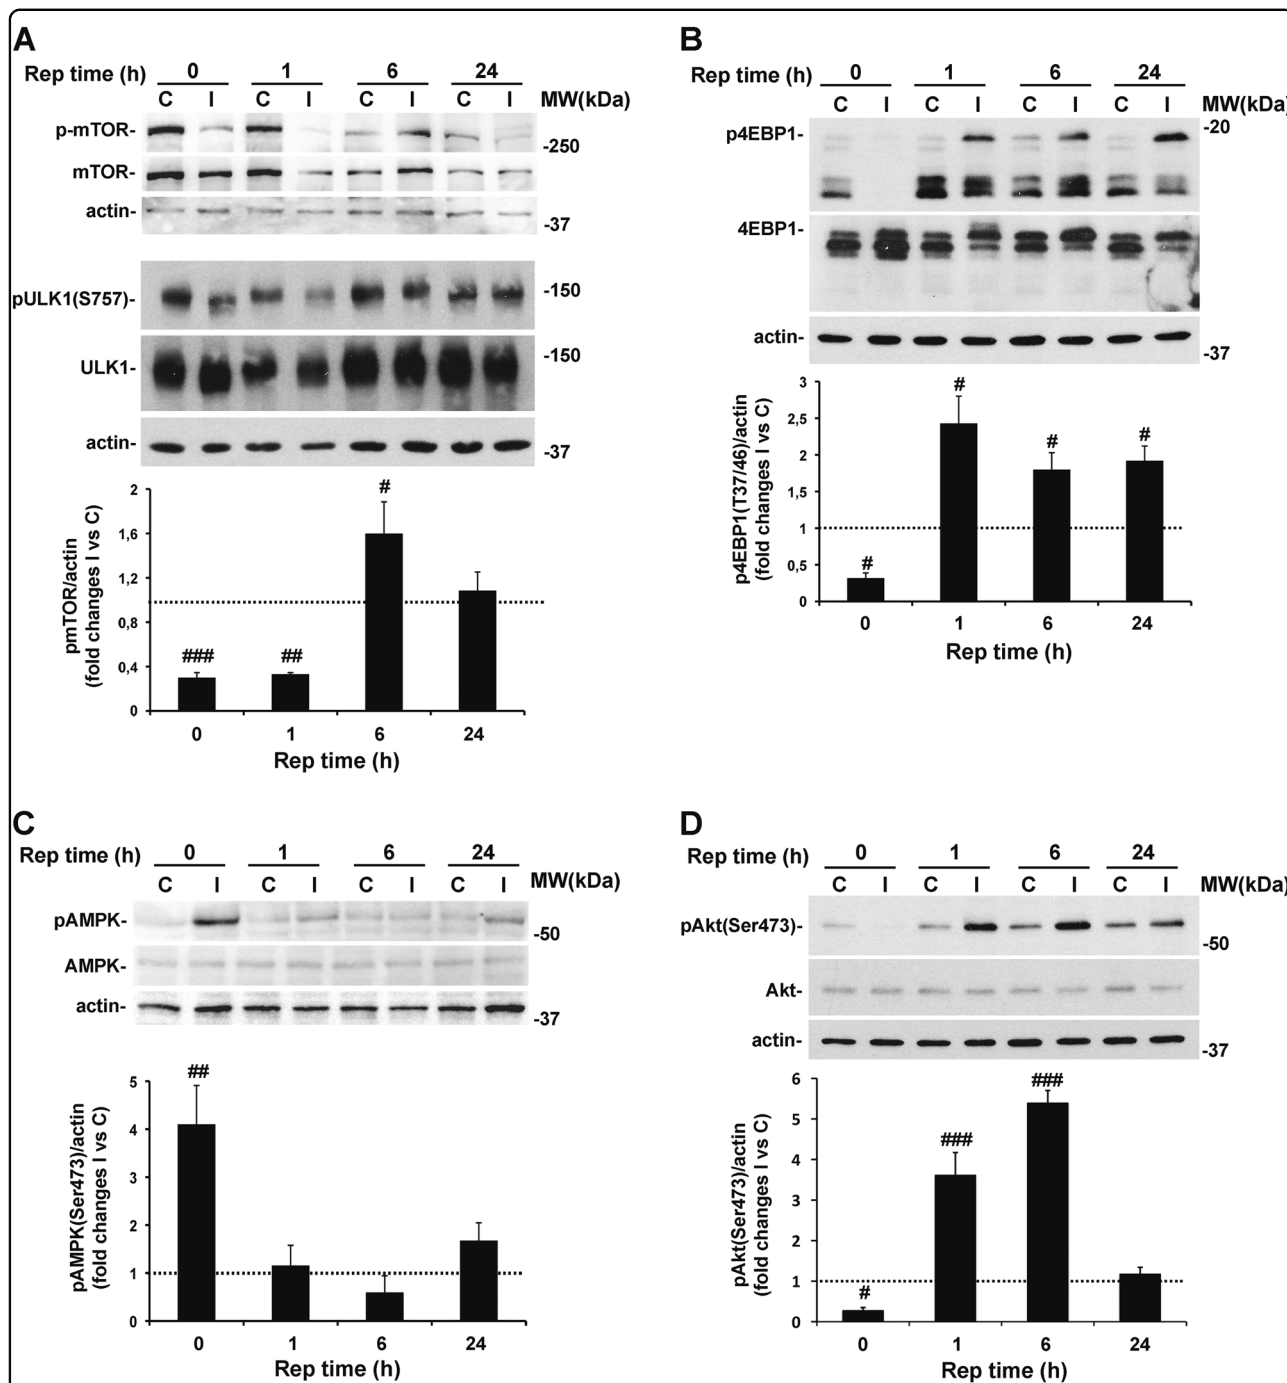 A
Rep time (h) 0 1 6 24
C I C I C I C I MW(kDa)
p-mTOR-
-250
mTOR-
actin-
-37
pULK1(S757)- -150
ULK1- -150
actin- -37
pmTOR/actin
(fold changes I vs C)
2
1,6
1,2
0,8
0,4
0
### ## #
0 1 6 24
Rep time (h)
B
Rep time (h) 0 1 6 24
C I C I C I C I MW(kDa)
p4EBP1- -20
4EBP1-
actin-
-37
p4EBP1(T37/46)/actin
(fold changes I vs C)
3
2,5
2
1,5
1
0,5
0
# # # #
0 1 6 24
Rep time (h)
C
Rep time (h) 0 1 6 24
C I C I C I C I MW(kDa)
pAMPK-
-50
AMPK-
actin-
-37
pAMPK(Ser473)/actin
(fold changes I vs C)
5
4
3
2
1
0
##
0 1 6 24
Rep time (h)
D
Rep time (h) 0 1 6 24
C I C I C I C I MW(kDa)
pAkt(Ser473)-
-50
Akt-
actin-
-37
pAkt(Ser473)/actin
(fold changes I vs C)
6
5
4
3
2
1
0
# ### ###
0 1 6 24
Rep time (h)